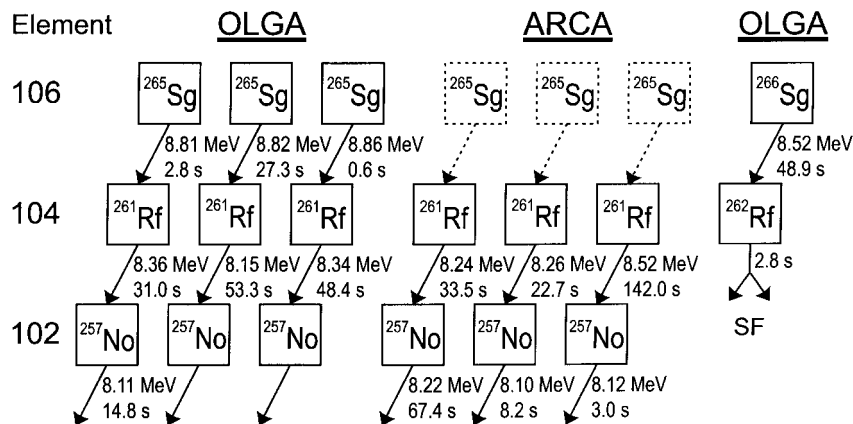 Element OLGA ARCA OLGA
106 ²⁶⁵Sg ²⁶⁵Sg ²⁶⁵Sg ²⁶⁵Sg ²⁶⁵Sg ²⁶⁵Sg ²⁶⁶Sg
8.81 MeV 8.82 MeV 8.86 MeV 8.52 MeV
2.8 s 27.3 s 0.6 s 48.9 s
104 ²⁶¹Rf ²⁶¹Rf ²⁶¹Rf ²⁶¹Rf ²⁶¹Rf ²⁶¹Rf ²⁶²Rf
8.36 MeV 8.15 MeV 8.34 MeV 8.24 MeV 8.26 MeV 8.52 MeV 2.8 s
31.0 s 53.3 s 48.4 s 33.5 s 22.7 s 142.0 s
102 ²⁵⁷No ²⁵⁷No ²⁵⁷No ²⁵⁷No ²⁵⁷No ²⁵⁷No SF
8.11 MeV 8.22 MeV 8.10 MeV 8.12 MeV
14.8 s 67.4 s 8.2 s 3.0 s